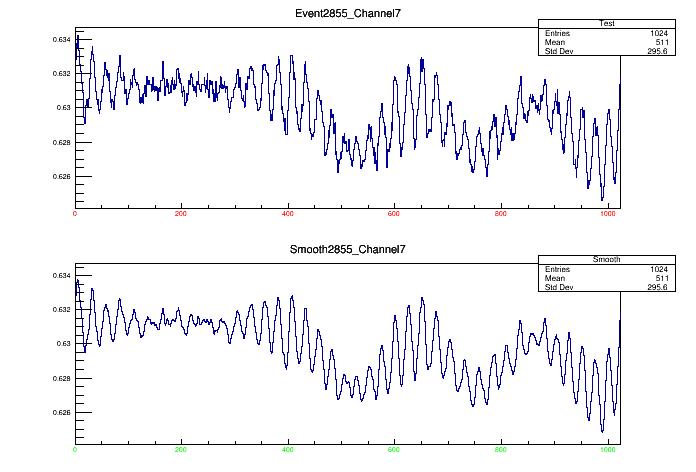 Event2855_Channel7
Test
Entries 1024
Mean 511
Std Dev 295.6
0.634
0.632
0.63
0.628
0.626
0 200 400 600 800 1000
Smooth2855_Channel7
Smooth
Entries 1024
Mean 511
Std Dev 295.6
0.634
0.632
0.63
0.628
0.626
0 200 400 600 800 1000